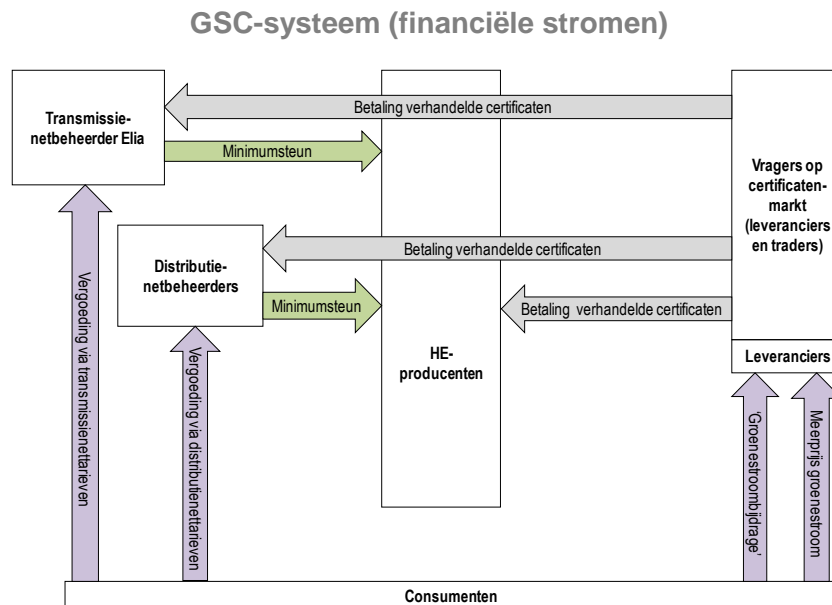 GSC-systeem (financiële stromen)
Transmissie-
netbeheerder Elia
Betaling verhandelde certificaten
Minimumsteun
Vragers op
certificaten-
markt
(leveranciers
en traders)
Distributie-
netbeheerders
Betaling verhandelde certificaten
Minimumsteun
Betaling  verhandelde certificaten
HE-
producenten
Leveranciers
Vergoeding via transmissienettarieven
Vergoeding via distributienettarieven
'Groenestroombijdrage'
Meerprijs groenestroom
Consumenten